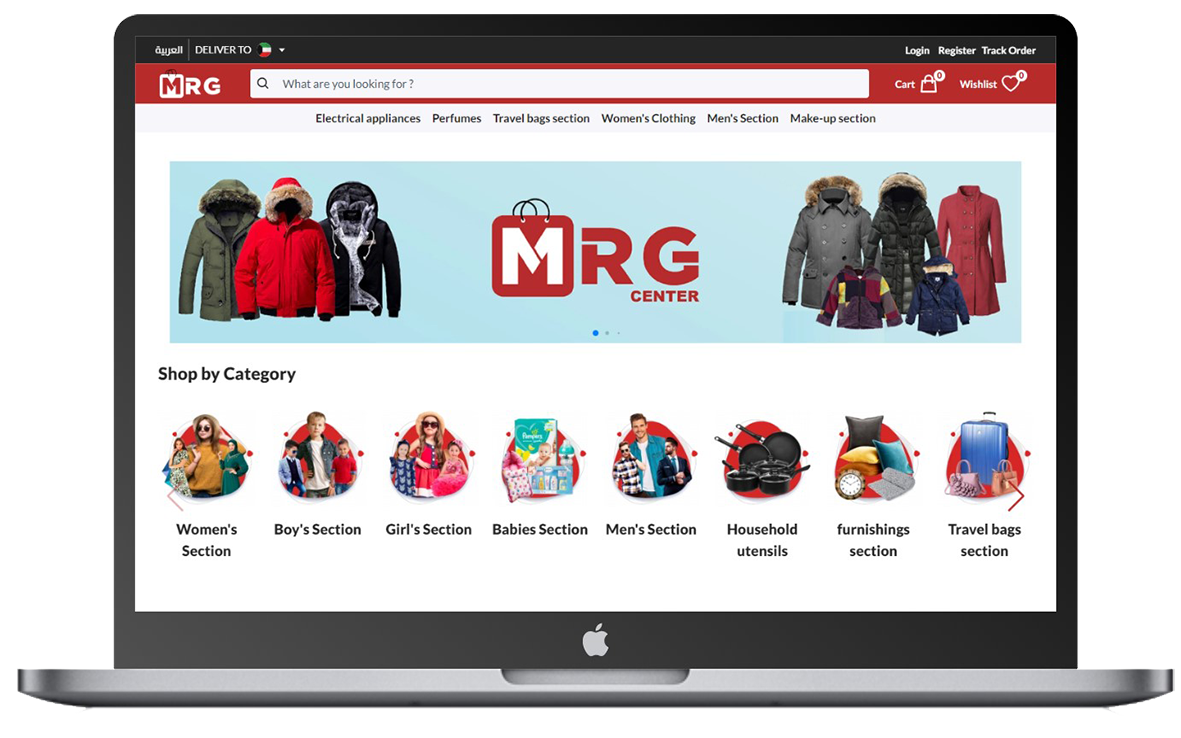 العربية DELIVER TO Login Register Track Order
MRG What are you looking for ? Cart 0 Wishlist 0
Electrical appliances Perfumes Travel bags section Women's Clothing Men's Section Make-up section
MRG
CENTER
Shop by Category
Pampers
Women's Section
Boy's Section
Girl's Section
Babies Section
Men's Section
Household utensils
furnishings section
Travel bags section